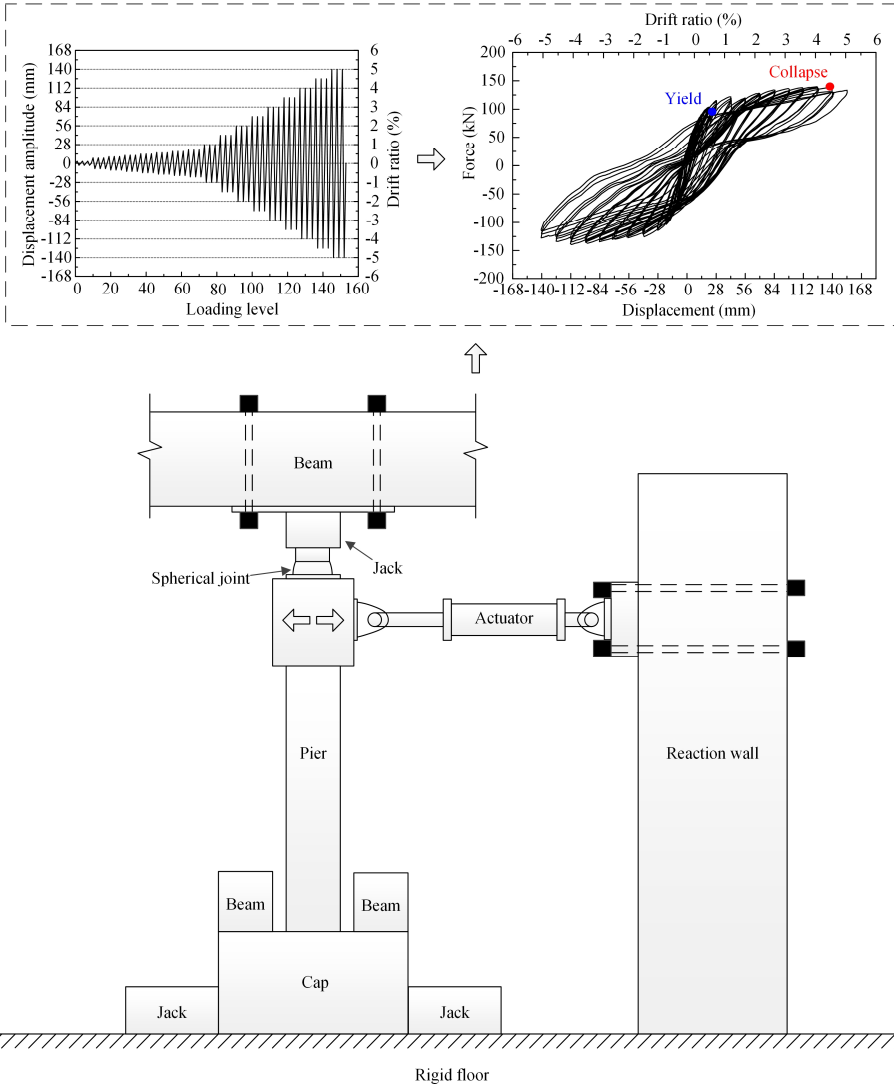 Drift ratio (%)
-6 -5 -4 -3 -2 -1 0 1 2 3 4 5 6
168
140
112
84
56
28
0
-28
-56
-84
-112
-140
-168
Displacement amplitude (mm)
6
5
4
3
2
1
0
-1
-2
-3
-4
-5
-6
Drift ratio (%)
0 20 40 60 80 100 120 140 160
Loading level
200
150
100
50
0
-50
-100
-150
-200
Force (kN)
Collapse
Yield
-168 -140 -112 -84 -56 -28 0 28 56 84 112 140 168
Displacement (mm)
Beam
Jack
Spherical joint
Actuator
Pier
Reaction wall
Beam
Beam
Cap
Jack
Jack
Rigid floor